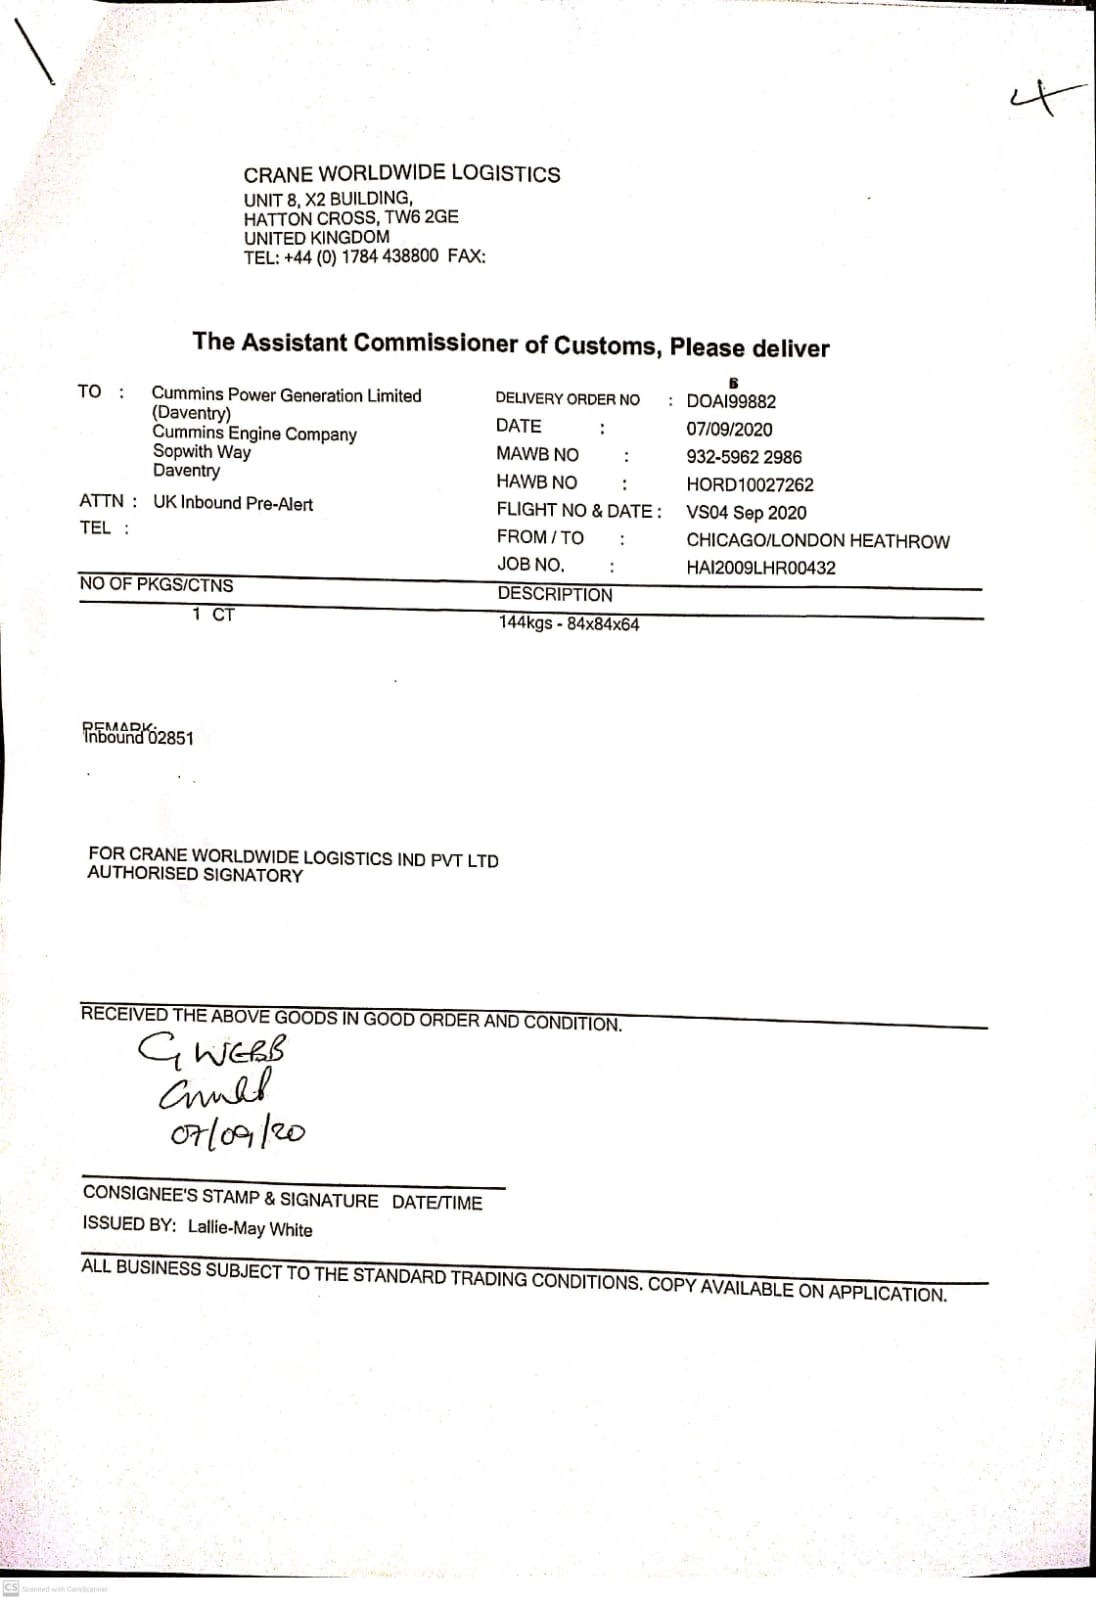 4
CRANE WORLDWIDE LOGISTICS
UNIT 8, X2 BUILDING,
HATTON CROSS, TW6 2GE
UNITED KINGDOM
TEL: +44 (0) 1784 438800 FAX:
The Assistant Commissioner of Customs, Please deliver
TO : Cummins Power Generation Limited
(Daventry)
Cummins Engine Company
Sopwith Way
Daventry
ATTN : UK Inbound Pre-Alert
TEL :
DELIVERY ORDER NO : DOAI99882
DATE : 07/09/2020
MAWB NO : 932-5962 2986
HAWB NO : HORD10027262
FLIGHT NO & DATE : VS04 Sep 2020
FROM / TO : CHICAGO/LONDON HEATHROW
JOB NO. : HAI2009LHR00432
NO OF PKGS/CTNS DESCRIPTION
1 CT 144kgs - 84x84x64
REMARK:
Inbound 02851
FOR CRANE WORLDWIDE LOGISTICS IND PVT LTD
AUTHORISED SIGNATORY
RECEIVED THE ABOVE GOODS IN GOOD ORDER AND CONDITION.
G WEBB
07/09/20
CONSIGNEE'S STAMP & SIGNATURE DATE/TIME
ISSUED BY: Lallie-May White
ALL BUSINESS SUBJECT TO THE STANDARD TRADING CONDITIONS. COPY AVAILABLE ON APPLICATION.
CS Scanned with CamScanner